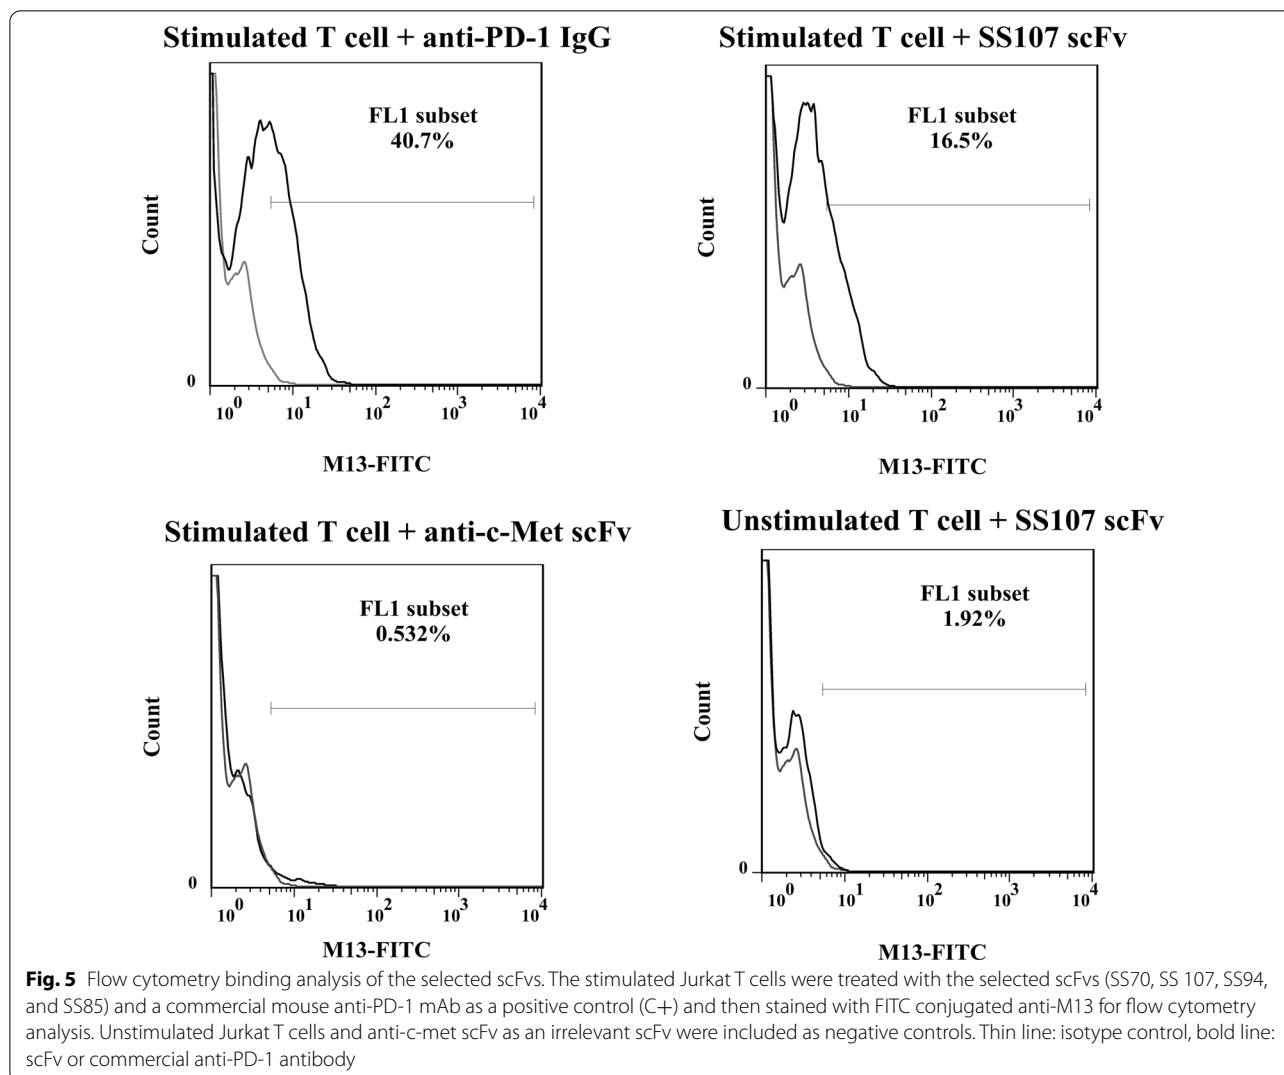 Stimulated T cell + anti-PD-1 IgG
FL1 subset
40.7%
Count
0
10^0 10^1 10^2 10^3 10^4
M13-FITC
Stimulated T cell + SS107 scFv
FL1 subset
16.5%
Count
0
10^0 10^1 10^2 10^3 10^4
M13-FITC
Stimulated T cell + anti-c-Met scFv
FL1 subset
0.532%
Count
0
10^0 10^1 10^2 10^3 10^4
M13-FITC
Unstimulated T cell + SS107 scFv
FL1 subset
1.92%
Count
0
10^0 10^1 10^2 10^3 10^4
M13-FITC
Fig. 5 Flow cytometry binding analysis of the selected scFvs. The stimulated Jurkat T cells were treated with the selected scFvs (SS70, SS 107, SS94,
and SS85) and a commercial mouse anti-PD-1 mAb as a positive control (C+) and then stained with FITC conjugated anti-M13 for flow cytometry
analysis. Unstimulated Jurkat T cells and anti-c-met scFv as an irrelevant scFv were included as negative controls. Thin line: isotype control, bold line:
scFv or commercial anti-PD-1 antibody